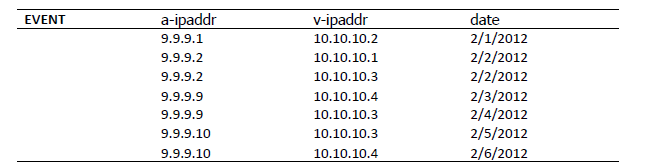 EVENT a-ipaddr v-ipaddr date
9.9.9.1 10.10.10.2 2/1/2012
9.9.9.2 10.10.10.1 2/2/2012
9.9.9.2 10.10.10.3 2/2/2012
9.9.9.9 10.10.10.4 2/3/2012
9.9.9.9 10.10.10.3 2/4/2012
9.9.9.10 10.10.10.3 2/5/2012
9.9.9.10 10.10.10.4 2/6/2012